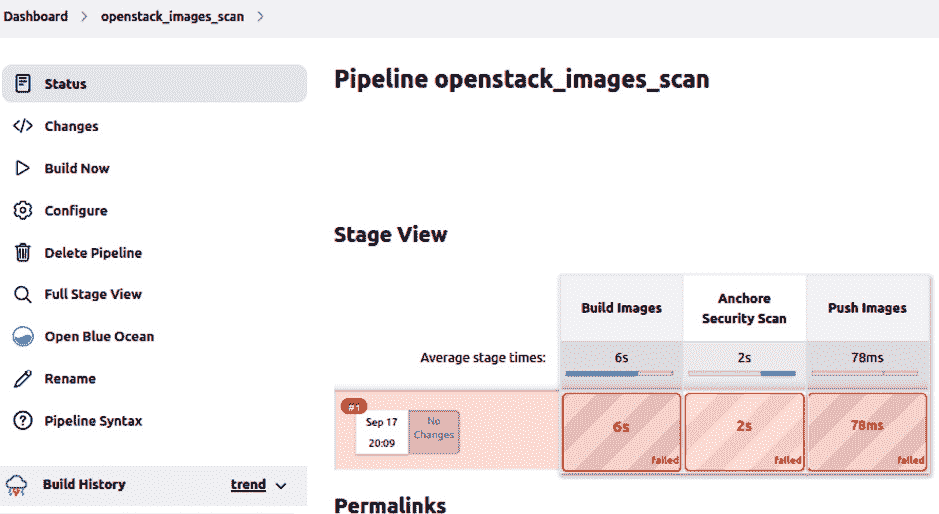 Dashboard > openstack_images_scan >
Status
Changes
Build Now
Configure
Delete Pipeline
Full Stage View
Open Blue Ocean
Rename
Pipeline Syntax
Build History trend
Pipeline openstack_images_scan
Stage View
Build Images
Anchore
Security Scan
Push Images
Average stage times:
6s
2s
78ms
#1
Sep 17
20:09
No
Changes
6s
failed
2s
failed
78ms
failed
Permalinks